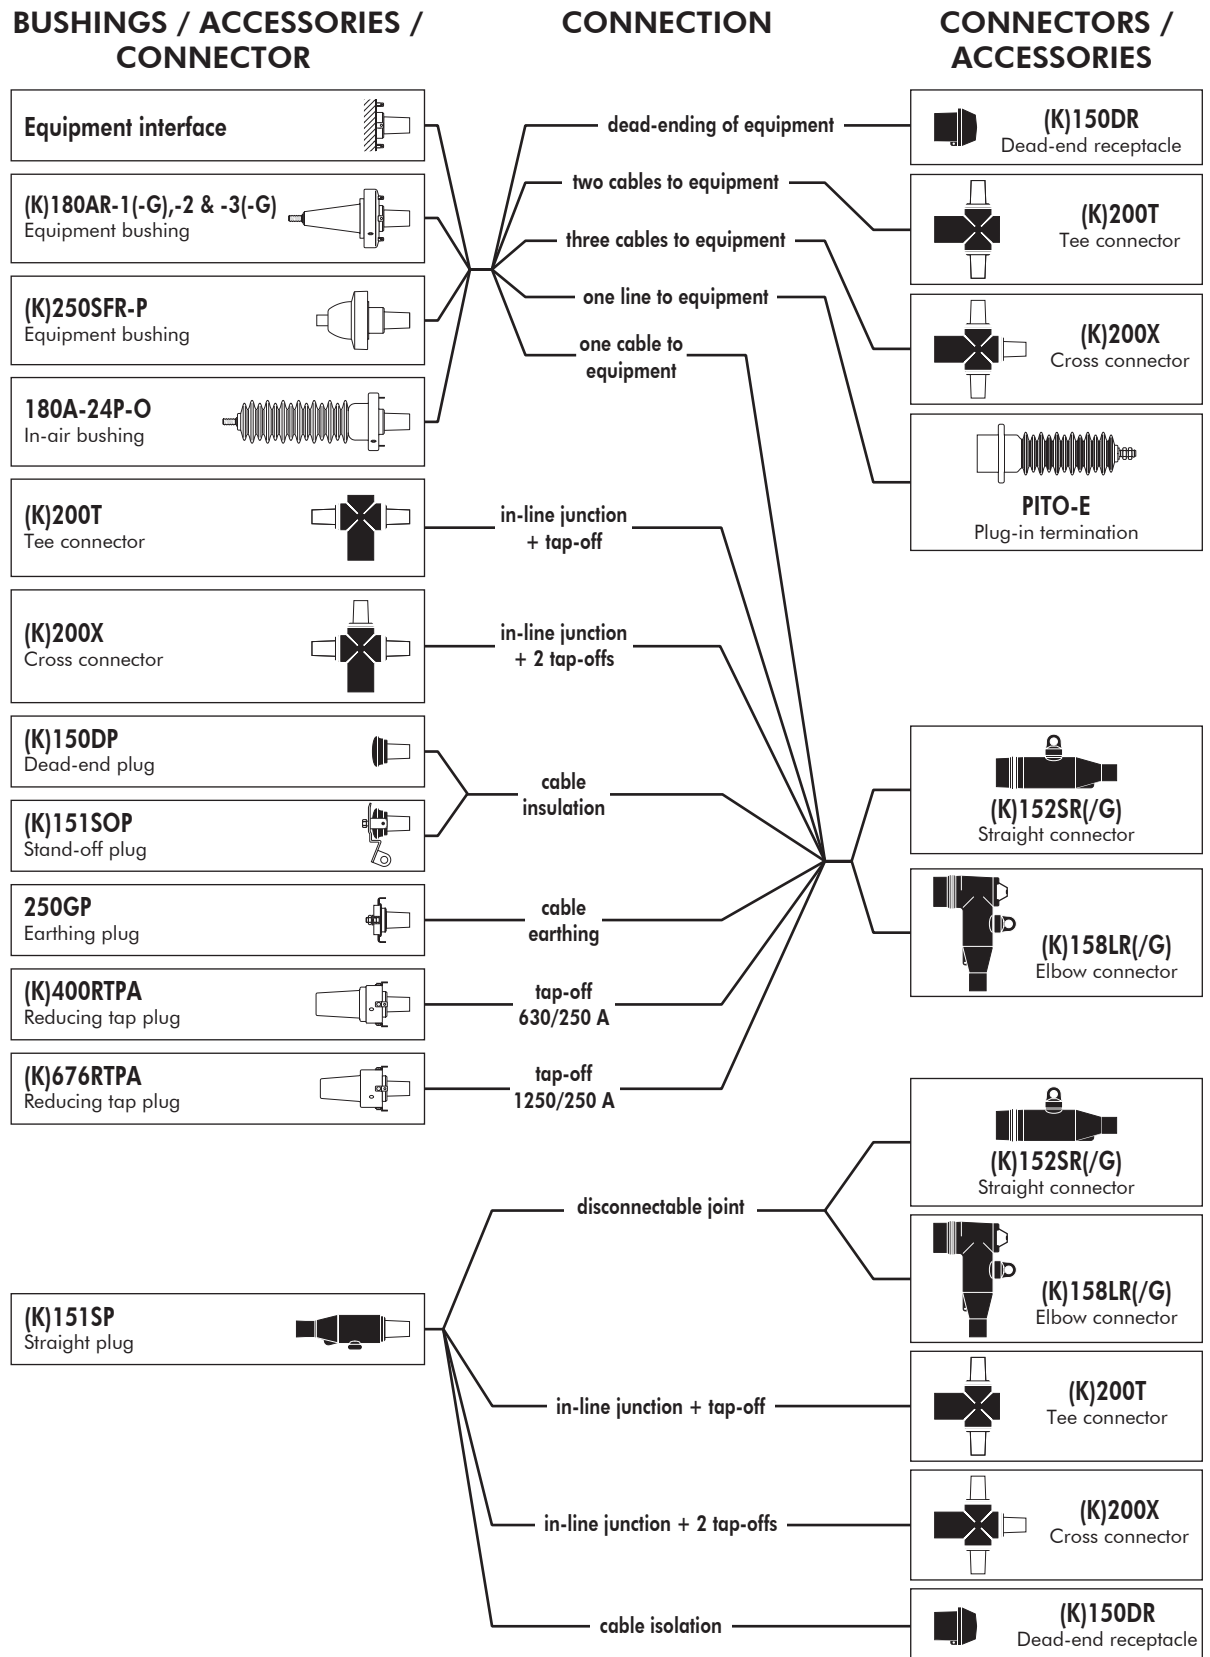 BUSHINGS / ACCESSORIES /
CONNECTOR
CONNECTION
CONNECTORS /
ACCESSORIES
Equipment interface
(K)180AR-1(-G),-2 & -3(-G)
Equipment bushing
(K)250SFR-P
Equipment bushing
180A-24P-O
In-air bushing
(K)200T
Tee connector
(K)200X
Cross connector
(K)150DP
Dead-end plug
(K)151SOP
Stand-off plug
250GP
Earthing plug
(K)400RTPA
Reducing tap plug
(K)676RTPA
Reducing tap plug
(K)151SP
Straight plug
dead-ending of equipment
two cables to equipment
three cables to equipment
one line to equipment
one cable to
equipment
in-line junction
+ tap-off
in-line junction
+ 2 tap-offs
cable
insulation
cable
earthing
tap-off
630/250 A
tap-off
1250/250 A
disconnectable joint
in-line junction + tap-off
in-line junction + 2 tap-offs
cable isolation
(K)150DR
Dead-end receptacle
(K)200T
Tee connector
(K)200X
Cross connector
PITO-E
Plug-in termination
(K)152SR(/G)
Straight connector
(K)158LR(/G)
Elbow connector
(K)152SR(/G)
Straight connector
(K)158LR(/G)
Elbow connector
(K)200T
Tee connector
(K)200X
Cross connector
(K)150DR
Dead-end receptacle